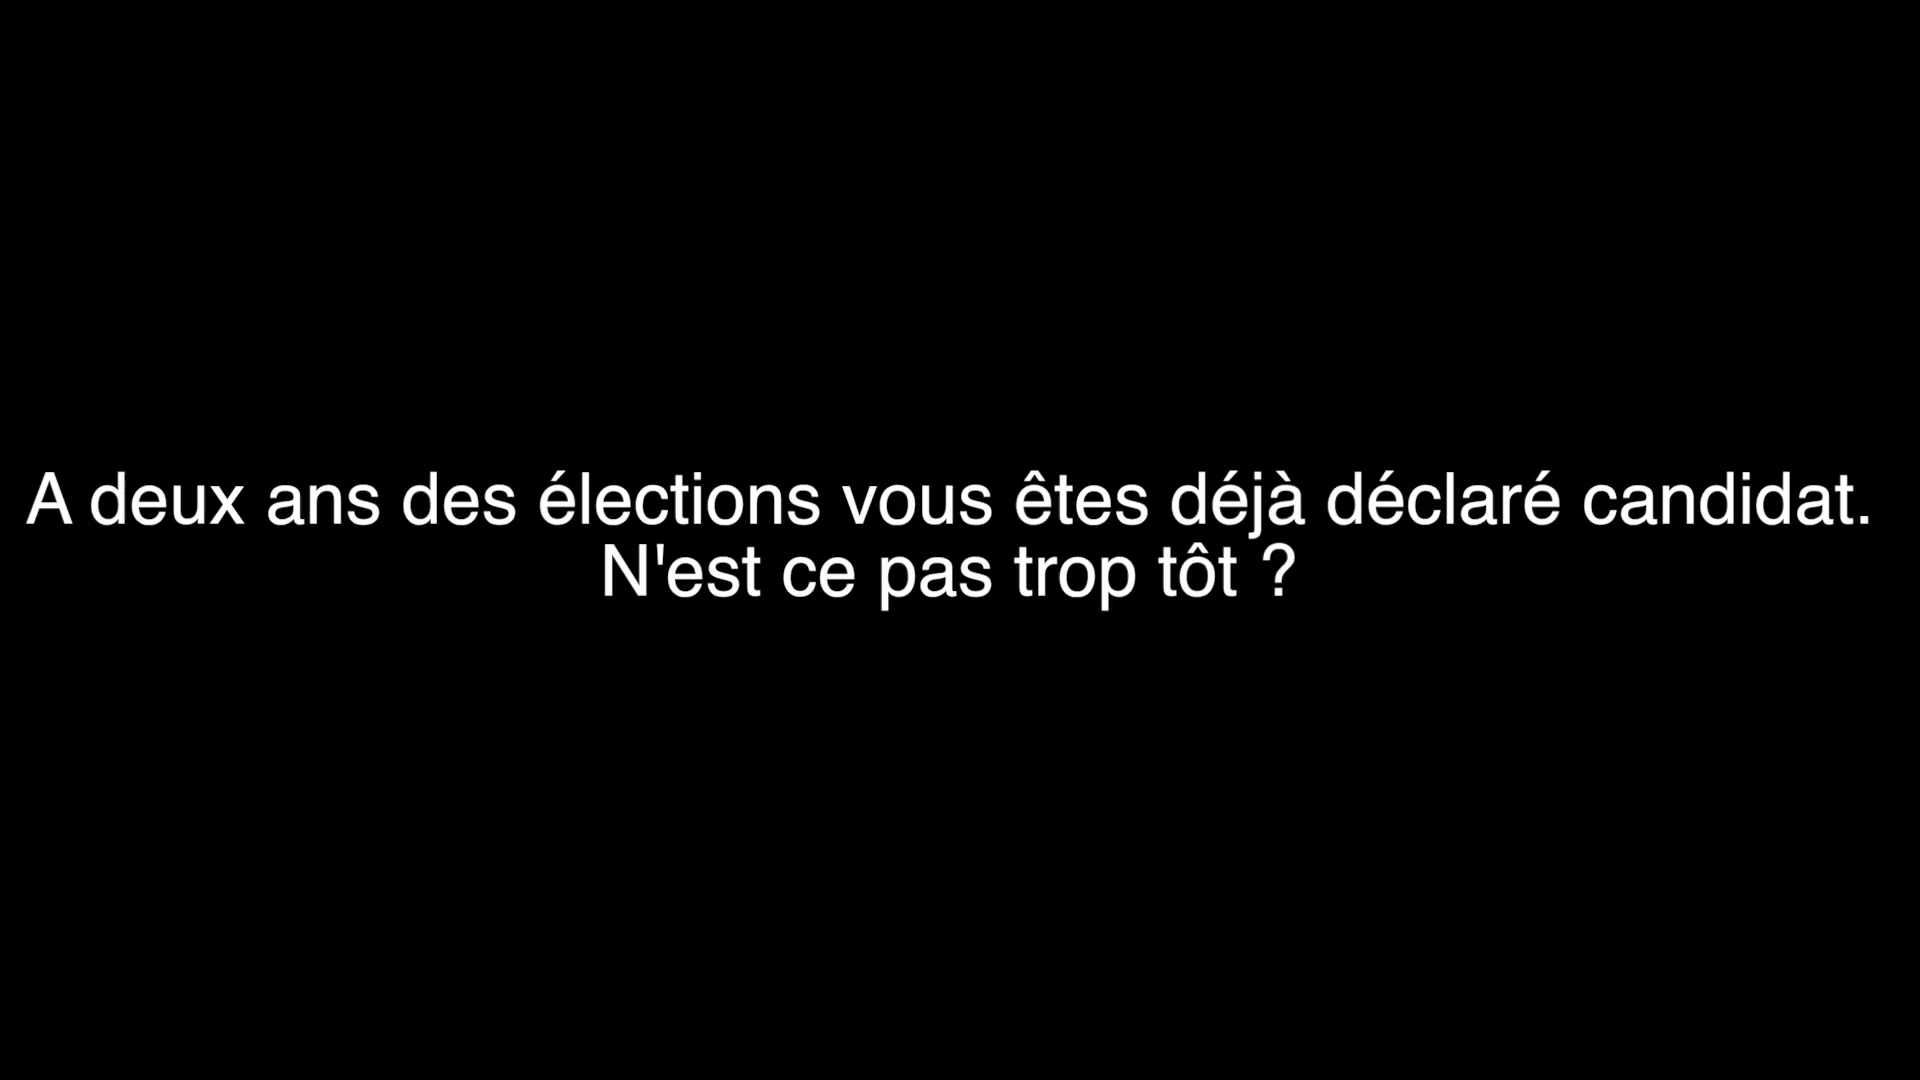 A deux ans des élections vous êtes déjà déclaré candidat.
N'est ce pas trop tôt ?